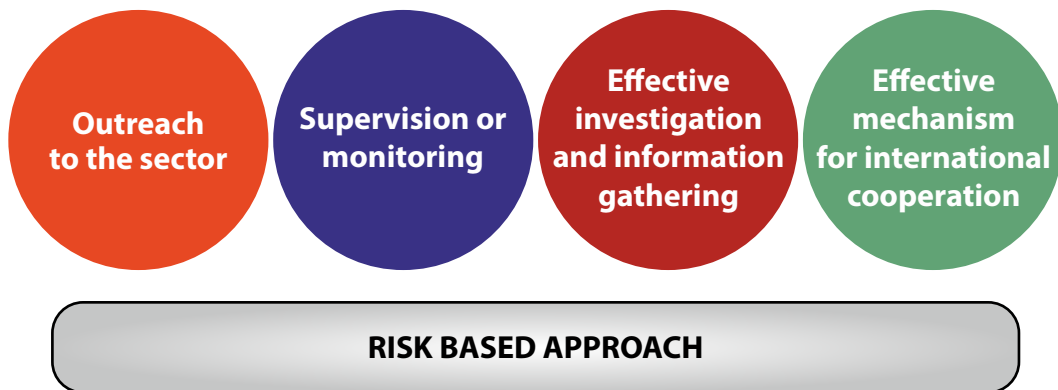 Outreach
to the sector
Supervision or
monitoring
Effective
investigation
and information
gathering
Effective
mechanism
for international
cooperation
RISK BASED APPROACH